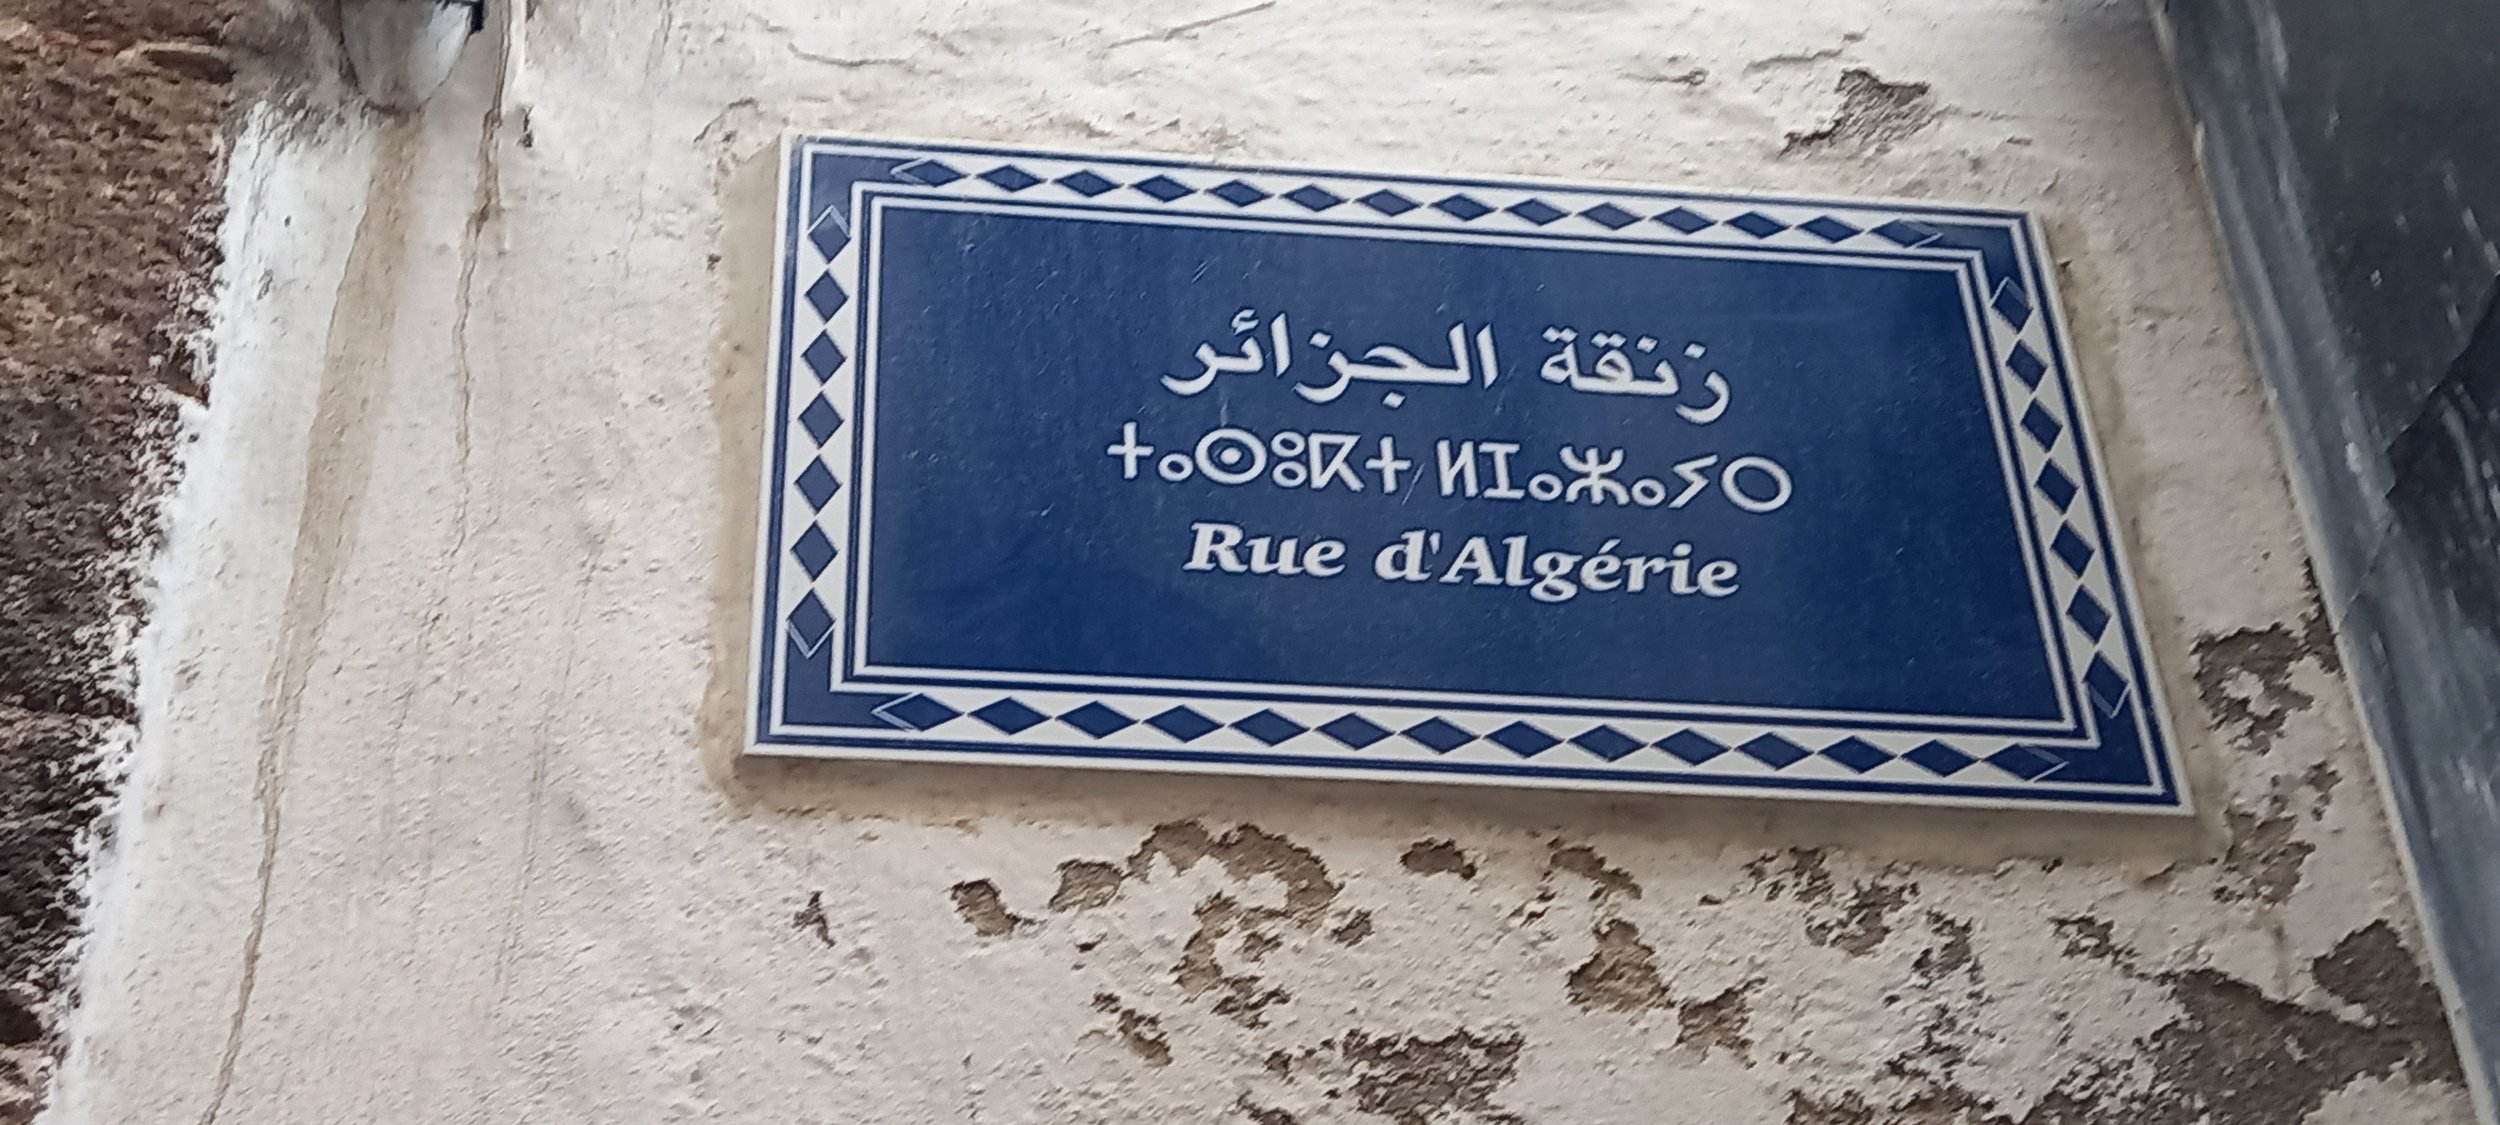 زنقة الجزائر
ⵜⴰⵙⵓⴽⵜ ⵍⵊⴰⵣⴰⵢⵔ
Rue d'Algérie